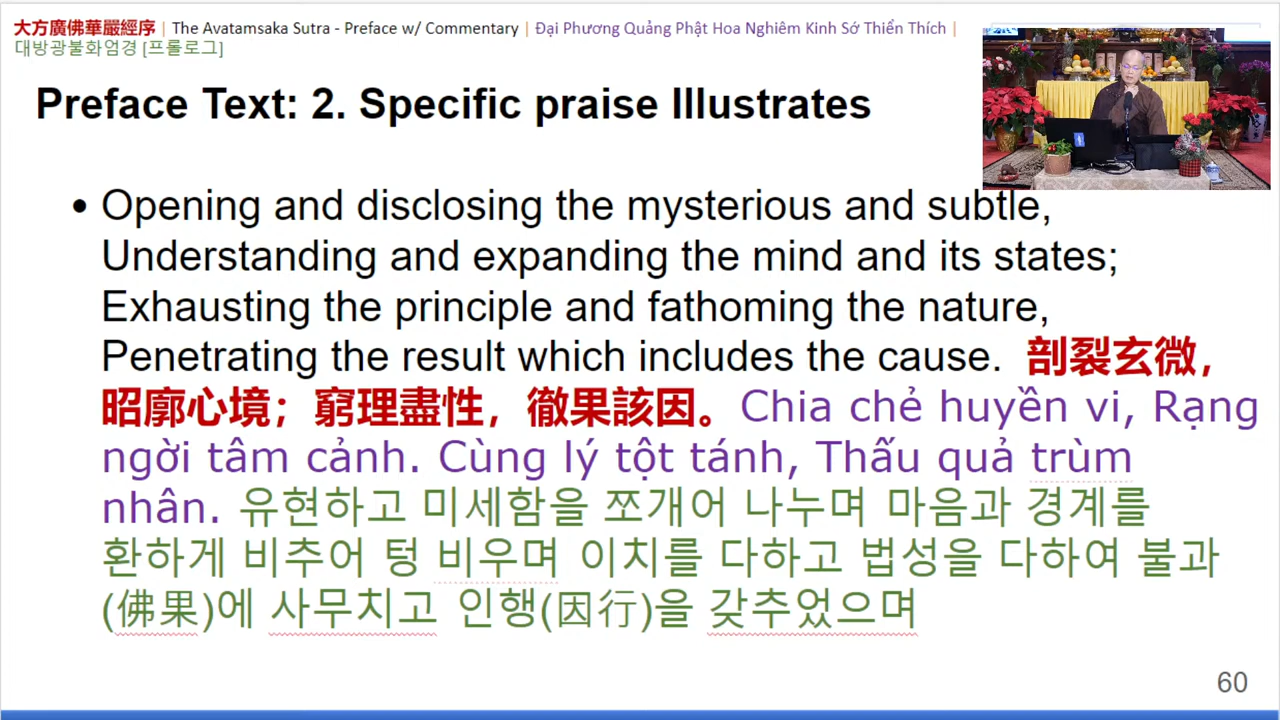 大方廣佛華嚴經序 | The Avatamsaka Sutra - Preface w/ Commentary | Đại Phương Quảng Phật Hoa Nghiêm Kinh Sớ Thiển Thích |
대방광불화엄경 [프롤로그]
Preface Text: 2. Specific praise Illustrates
• Opening and disclosing the mysterious and subtle,
Understanding and expanding the mind and its states;
Exhausting the principle and fathoming the nature,
Penetrating the result which includes the cause. 剖裂玄微，
昭廓心境；窮理盡性，徹果該因。Chia chẻ huyền vi, Rạng
ngời tâm cảnh. Cùng lý tột tánh, Thấu quả trùm
nhân. 유현하고 미세함을 쪼개어 나누며 마음과 경계를
환하게 비추어 텅 비우며 이치를 다하고 법성을 다하여 불과
(佛果)에 사무치고 인행(因行)을 갖추었으며
60